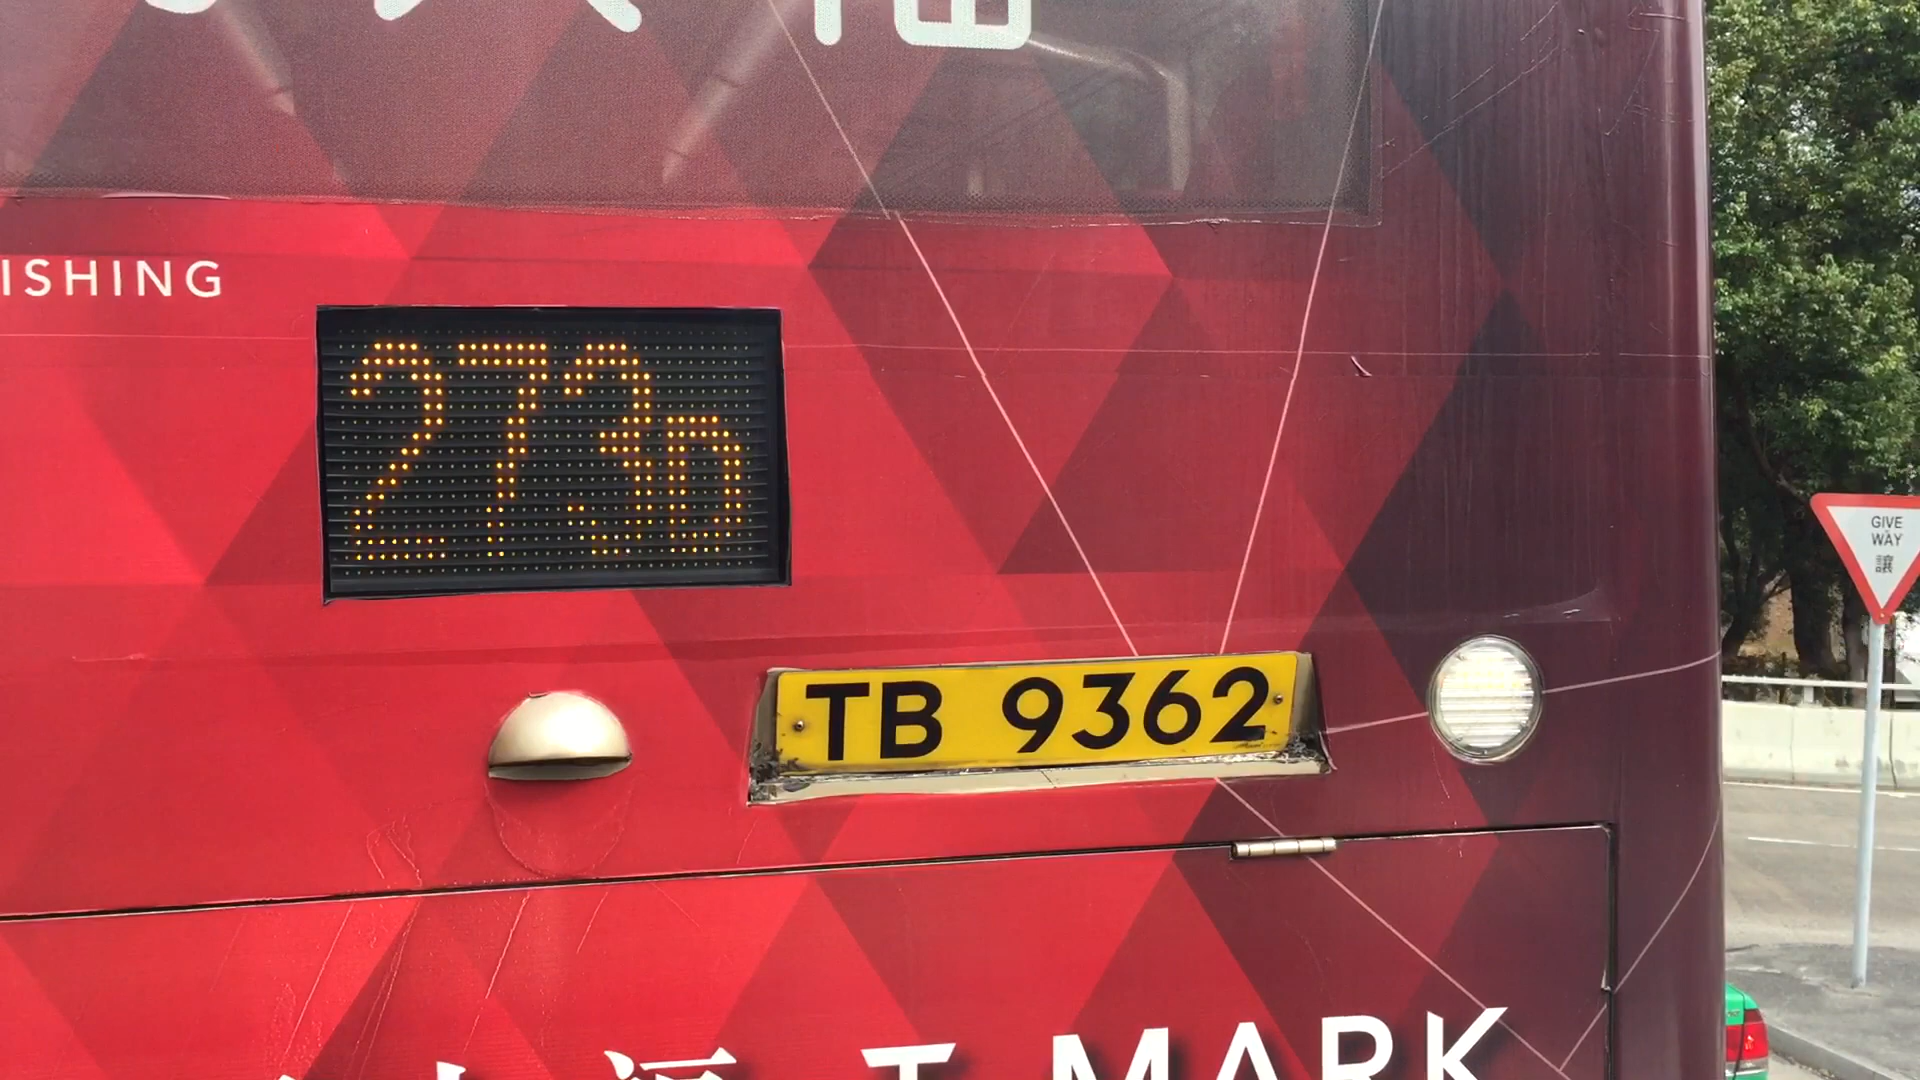 ISHING
273D
GIVE
WAY
讓
TB 9362
T MARK